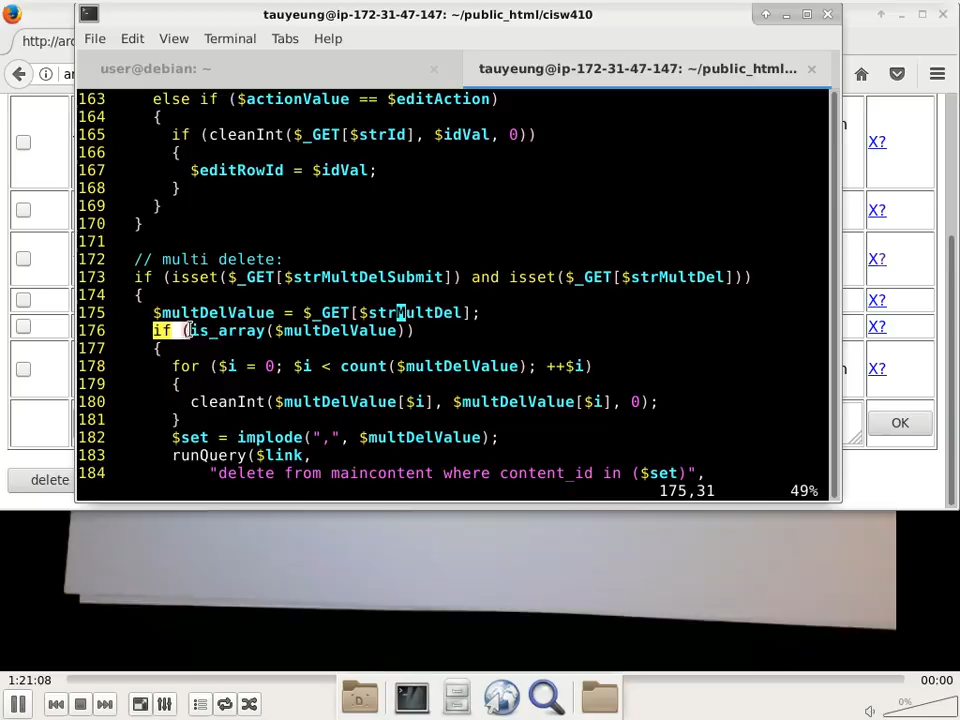 tauyeung@ip-172-31-47-147: ~/public_html/cisw410
File Edit View Terminal Tabs Help
http://arc
user@debian: ~
tauyeung@ip-172-31-47-147: ~/public_html...
163 else if ($actionValue == $editAction)
164 {
165 if (cleanInt($_GET[$strId], $idVal, 0))
166 {
167 $editRowId = $idVal;
168 }
169 }
170 }
171
172 // multi delete:
173 if (isset($_GET[$strMultDelSubmit]) and isset($_GET[$strMultDel]))
174 {
175 $multDelValue = $_GET[$strMultDel];
176 if (is_array($multDelValue))
177 {
178 for ($i = 0; $i < count($multDelValue); ++$i)
179 {
180 cleanInt($multDelValue[$i], $multDelValue[$i], 0);
181 }
182 $set = implode(",", $multDelValue);
183 runQuery($link,
184 "delete from maincontent where content_id in ($set)",
175,31 49%
X?
X?
X?
X?
X?
X?
OK
delete
1:21:08
00:00
0%